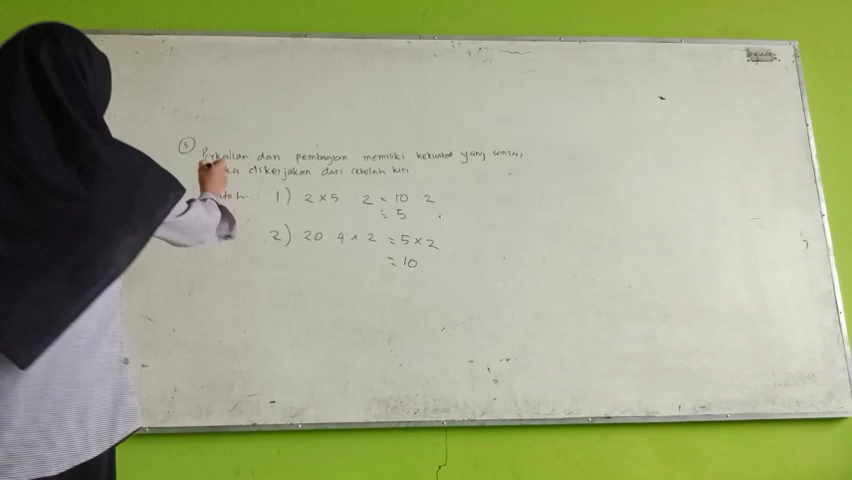 ③ Perkalian dan pembagian memiliki kekuatan yang sama,
ka dikerjakan dari sebelah kiri
toh : 1) 2 x 5 : 2 = 10 : 2
= 5
2) 20 : 4 x 2 = 5 x 2
= 10